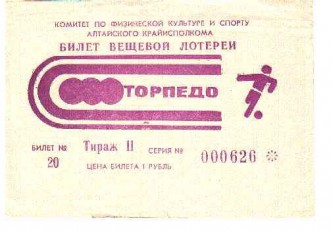 КОМИТЕТ ПО ФИЗИЧЕСКОЙ КУЛЬТУРЕ И СПОРТУ
АЛТАЙСКОГО КРАЙИСПОЛКОМА
БИЛЕТ ВЕЩЕВОЙ ЛОТЕРЕИ
ТОРПЕДО
БИЛЕТ № 20 Тираж II СЕРИЯ № 000626
ЦЕНА БИЛЕТА 1 РУБЛЬ